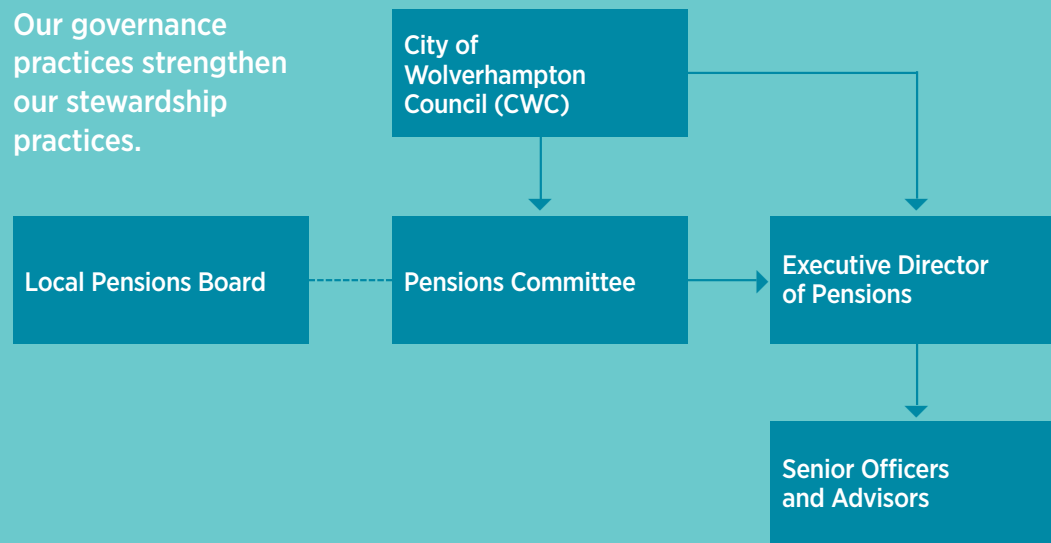 Our governance
practices strengthen
our stewardship
practices.
City of
Wolverhampton
Council (CWC)
Local Pensions Board
Pensions Committee
Executive Director
of Pensions
Senior Officers
and Advisors